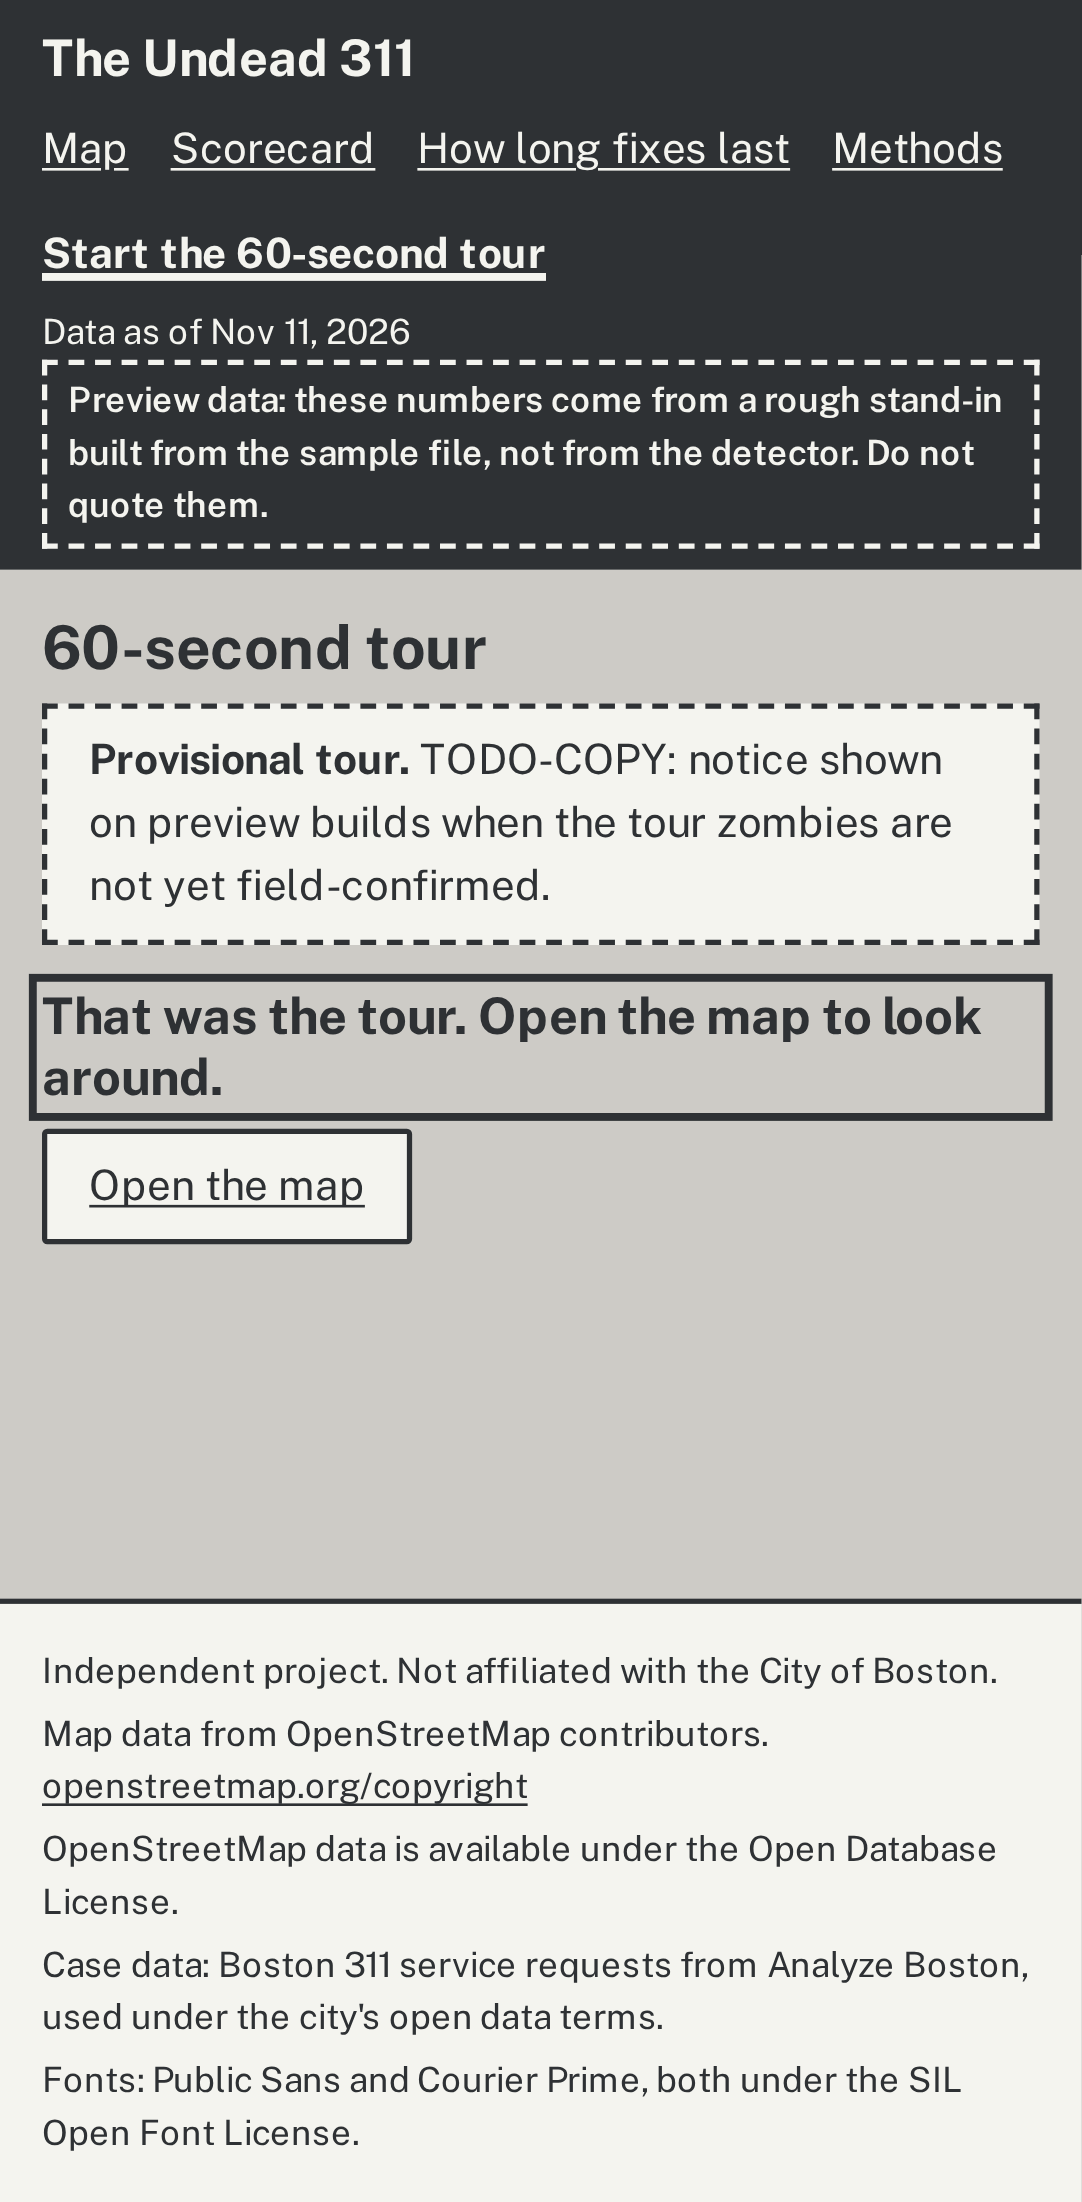 The Undead 311
Map Scorecard How long fixes last Methods
Start the 60-second tour
Data as of Nov 11, 2026
Preview data: these numbers come from a rough stand-in
built from the sample file, not from the detector. Do not
quote them.
60-second tour
Provisional tour. TODO-COPY: notice shown
on preview builds when the tour zombies are
not yet field-confirmed.
That was the tour. Open the map to look
around.
Open the map
Independent project. Not affiliated with the City of Boston.
Map data from OpenStreetMap contributors.
openstreetmap.org/copyright
OpenStreetMap data is available under the Open Database
License.
Case data: Boston 311 service requests from Analyze Boston,
used under the city's open data terms.
Fonts: Public Sans and Courier Prime, both under the SIL
Open Font License.